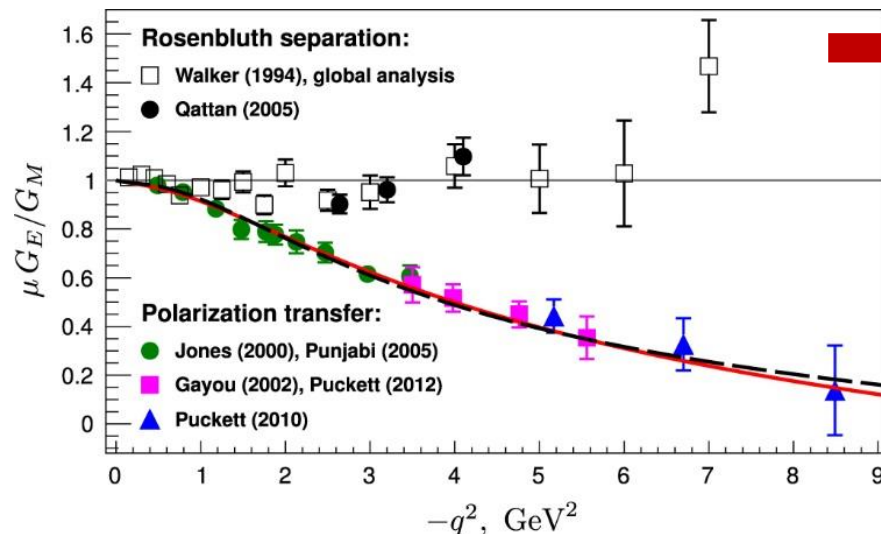 Rosenbluth separation:
Walker (1994), global analysis
Qattan (2005)
Polarization transfer:
Jones (2000), Punjabi (2005)
Gayou (2002), Puckett (2012)
Puckett (2010)
μG_E/G_M
1.6
1.4
1.2
1
0.8
0.6
0.4
0.2
0
0 1 2 3 4 5 6 7 8 9
−q², GeV²